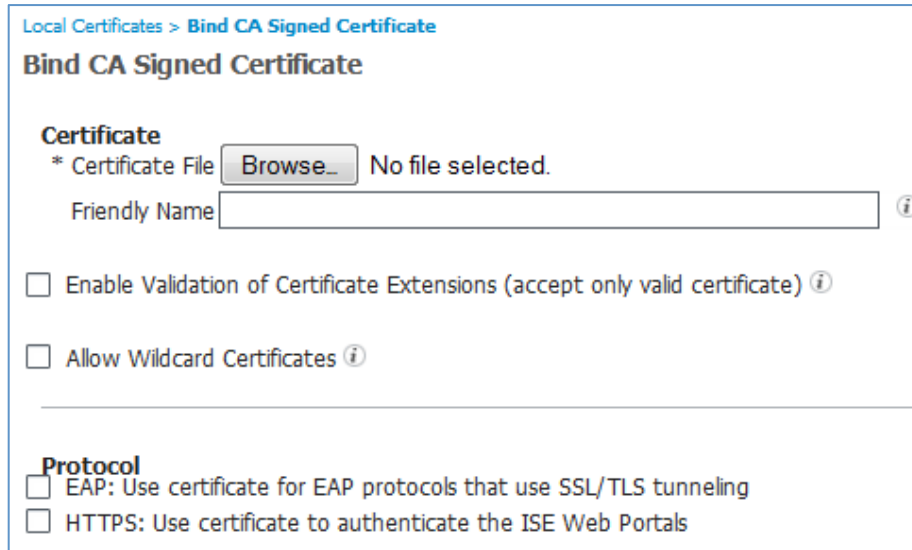 Local Certificates > Bind CA Signed Certificate
Bind CA Signed Certificate
Certificate
* Certificate File Browse… No file selected.
Friendly Name
Enable Validation of Certificate Extensions (accept only valid certificate)
Allow Wildcard Certificates
Protocol
EAP: Use certificate for EAP protocols that use SSL/TLS tunneling
HTTPS: Use certificate to authenticate the ISE Web Portals